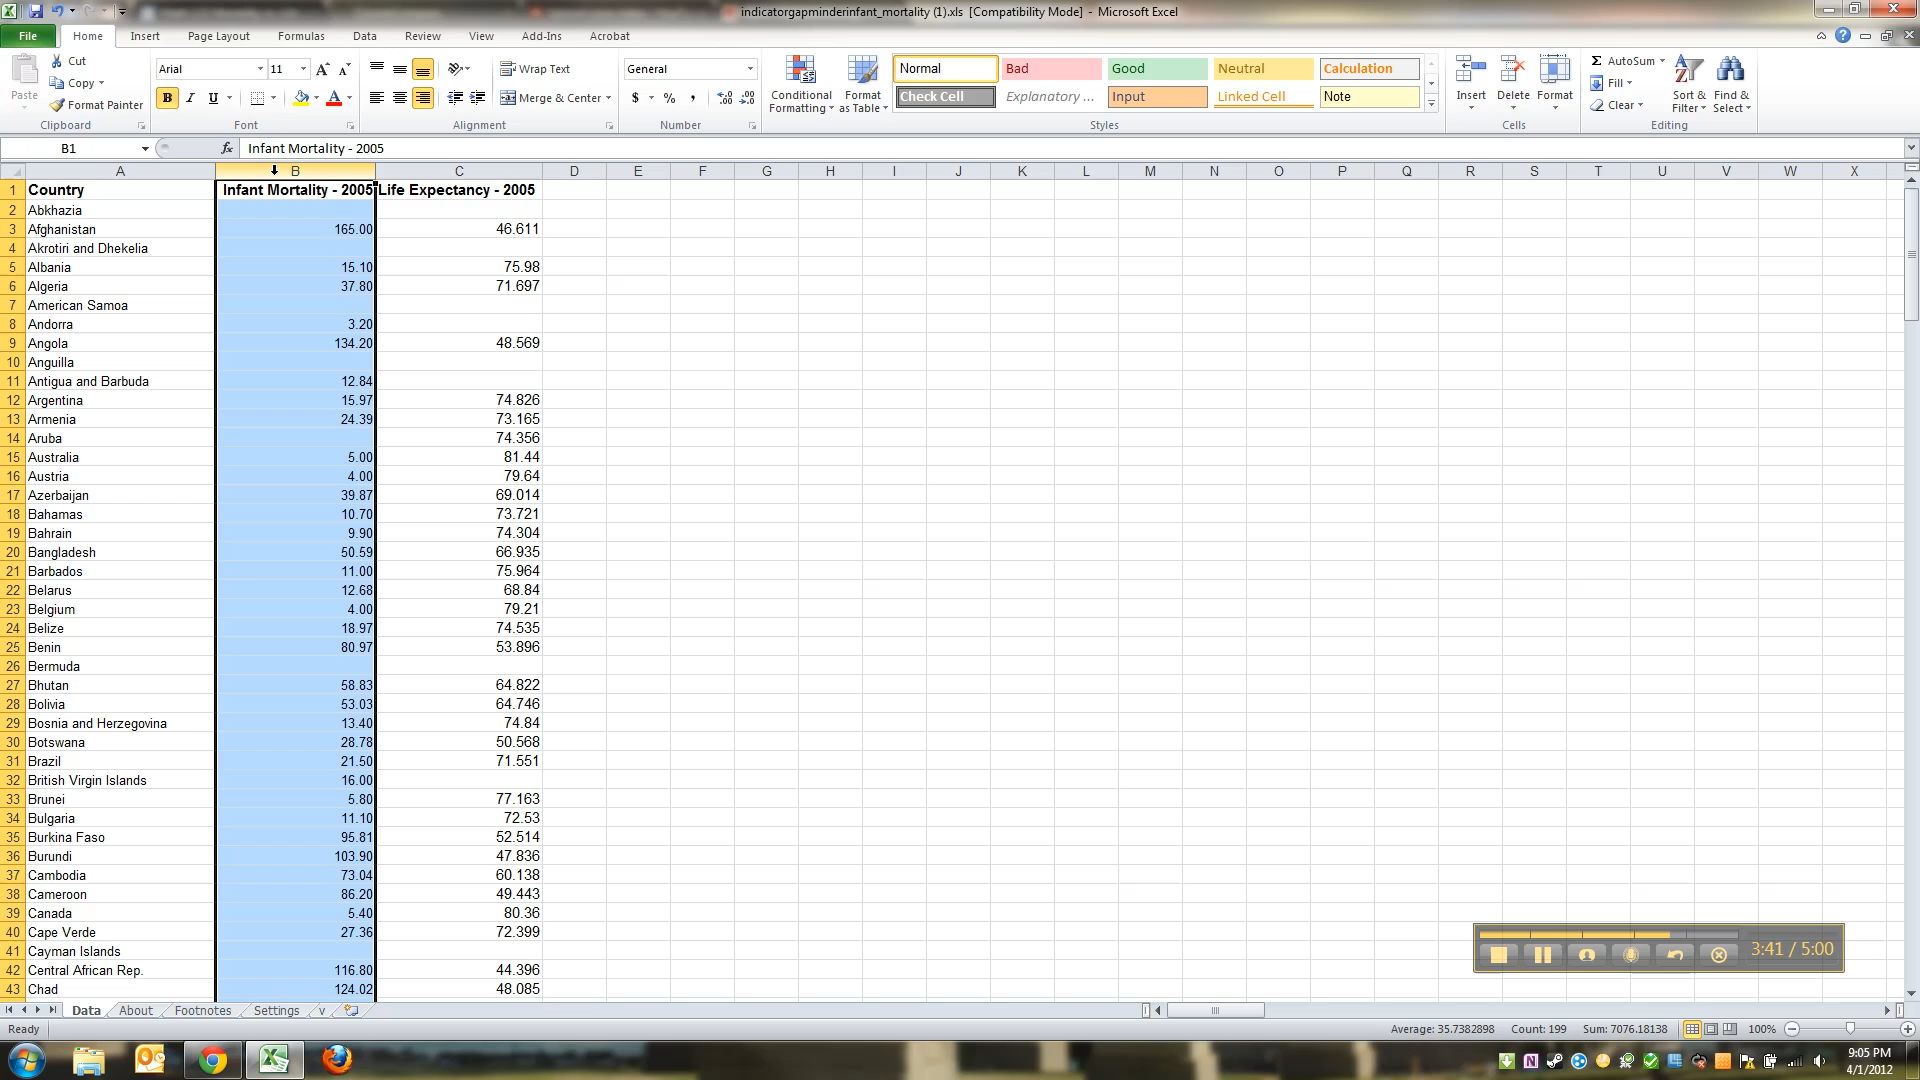 indicatorgapminderinfant_mortality (1).xls [Compatibility Mode] - Microsoft Excel
File Home Insert Page Layout Formulas Data Review View Add-Ins Acrobat
Paste
Cut
Copy
Format Painter
Clipboard
Arial 11
B I U A
Font
Wrap Text
Merge & Center
Alignment
General
$ % ,
Number
Conditional Formatting
Format as Table
Normal Bad Good Neutral Calculation
Check Cell Explanatory ... Input Linked Cell Note
Styles
Insert Delete Format
Cells
Σ AutoSum
Fill
Clear
Sort & Filter
Find & Select
Editing
B1 fx Infant Mortality - 2005
A B C D E F G H I J K L M N O P Q R S T U V W X
1 Country Infant Mortality - 2005 Life Expectancy - 2005
2 Abkhazia
3 Afghanistan 165.00 46.611
4 Akrotiri and Dhekelia
5 Albania 15.10 75.98
6 Algeria 37.80 71.697
7 American Samoa
8 Andorra 3.20
9 Angola 134.20 48.569
10 Anguilla
11 Antigua and Barbuda 12.84
12 Argentina 15.97 74.826
13 Armenia 24.39 73.165
14 Aruba 74.356
15 Australia 5.00 81.44
16 Austria 4.00 79.64
17 Azerbaijan 39.87 69.014
18 Bahamas 10.70 73.721
19 Bahrain 9.90 74.304
20 Bangladesh 50.59 66.935
21 Barbados 11.00 75.964
22 Belarus 12.68 68.84
23 Belgium 4.00 79.21
24 Belize 18.97 74.535
25 Benin 80.97 53.896
26 Bermuda
27 Bhutan 58.83 64.822
28 Bolivia 53.03 64.746
29 Bosnia and Herzegovina 13.40 74.84
30 Botswana 28.78 50.568
31 Brazil 21.50 71.551
32 British Virgin Islands 16.00
33 Brunei 5.80 77.163
34 Bulgaria 11.10 72.53
35 Burkina Faso 95.81 52.514
36 Burundi 103.90 47.836
37 Cambodia 73.04 60.138
38 Cameroon 86.20 49.443
39 Canada 5.40 80.36
40 Cape Verde 27.36 72.399
41 Cayman Islands
42 Central African Rep. 116.80 44.396
43 Chad 124.02 48.085
3:41 / 5:00
Data About Footnotes Settings v
Ready Average: 35.7382898 Count: 199 Sum: 7076.18138 100%
9:05 PM
4/1/2012